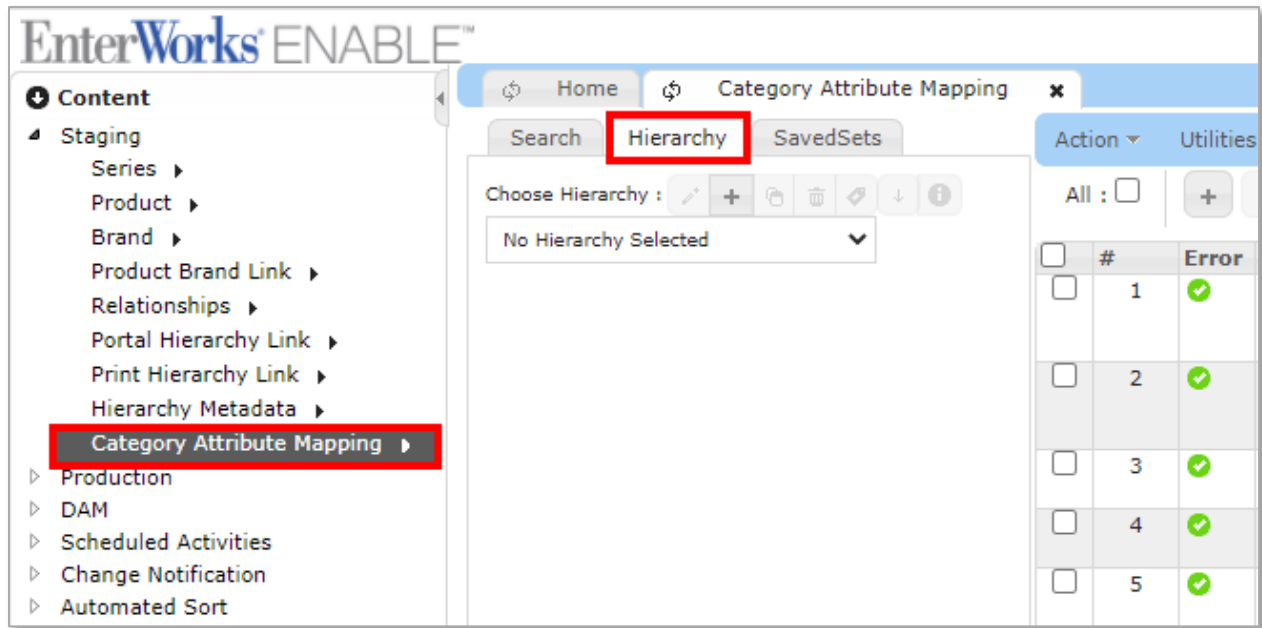 EnterWorks® ENABLE™
Content
Staging
Series
Product
Brand
Product Brand Link
Relationships
Portal Hierarchy Link
Print Hierarchy Link
Hierarchy Metadata
Category Attribute Mapping
Production
DAM
Scheduled Activities
Change Notification
Automated Sort
Home Category Attribute Mapping
Search Hierarchy SavedSets
Choose Hierarchy :
No Hierarchy Selected
Action Utilities
All :
# Error
1
2
3
4
5